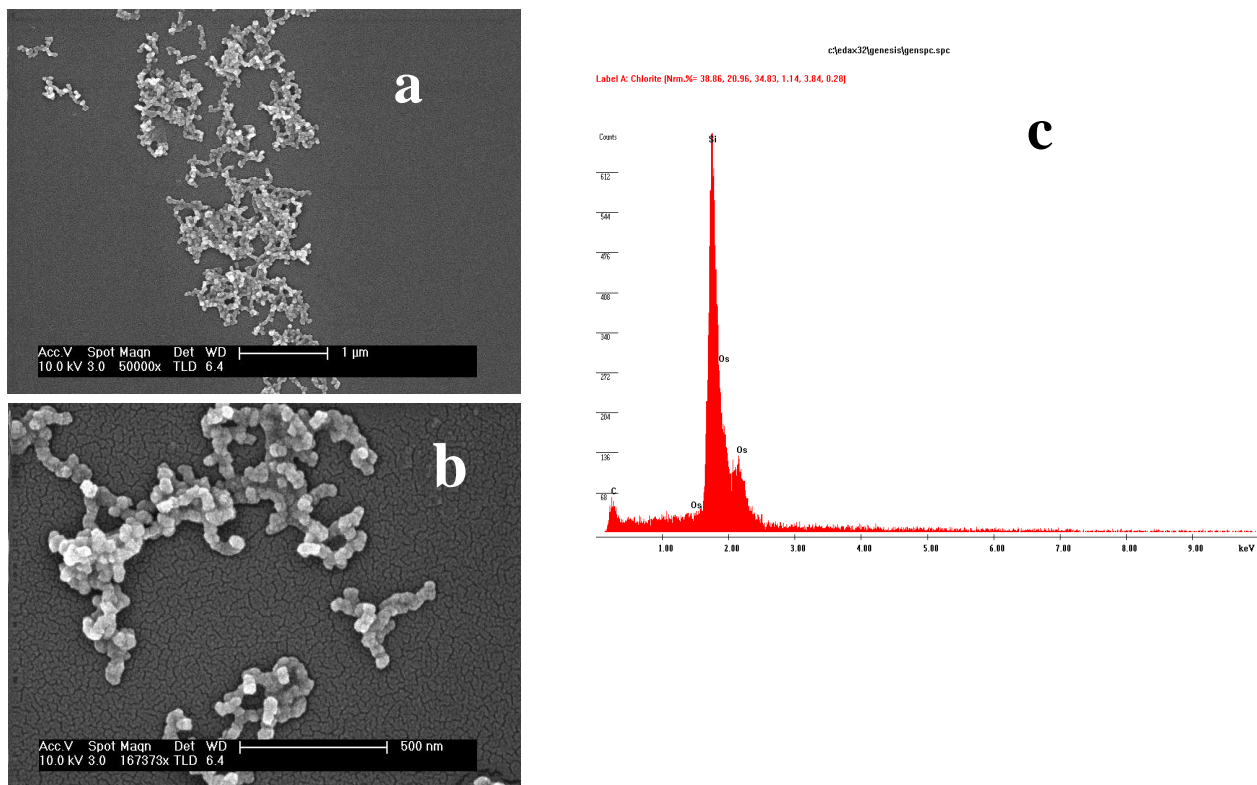 a
Acc.V Spot Magn Det WD 1 µm
10.0 kV 3.0 50000x TLD 6.4
b
Acc.V Spot Magn Det WD 500 nm
10.0 kV 3.0 167373x TLD 6.4
c:\edax32\genesis\genspc.spc
Label A: Chlorite (Nrm.%= 38.86, 20.96, 34.83, 1.14, 3.84, 0.28)
c
Counts
Si
612
544
476
408
340
Os
272
204
136
Os
68
C
Os
1.00 2.00 3.00 4.00 5.00 6.00 7.00 8.00 9.00 keV